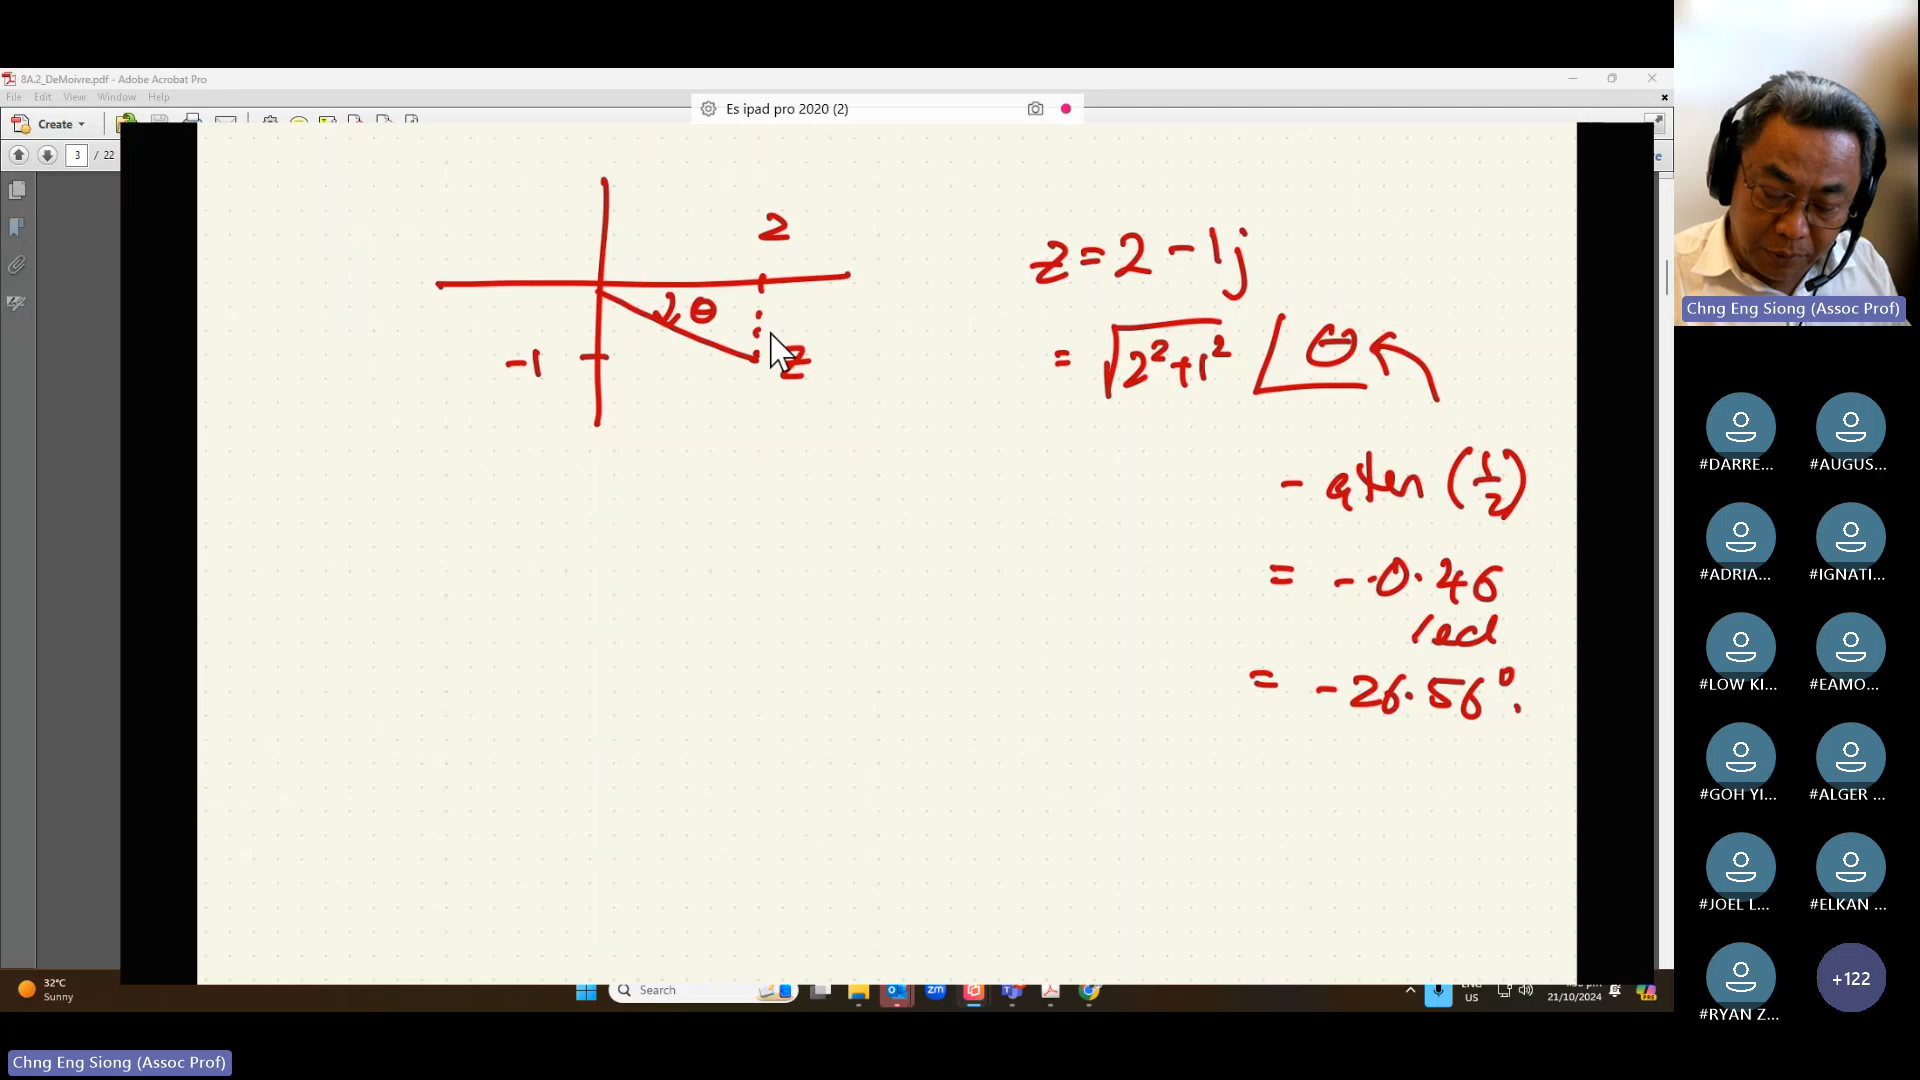 8A.2_DeMoivre.pdf - Adobe Acrobat Pro
File Edit View Window Help
Es ipad pro 2020 (2)
Create
3 / 22
2
z = 2 - 1j
θ
-1
z
= √2² + 1² ∠θ
- atan (1/2)
= -0.46
rad
= -26.56°.
Chng Eng Siong (Assoc Prof)
#DARRE...
#AUGUS...
#ADRIA...
#IGNATI...
#LOW KI...
#EAMO...
#GOH YI...
#ALGER ...
#JOEL L...
#ELKAN ...
#RYAN Z...
+122
32°C
Sunny
Search
zm
ENG
US
21/10/2024
Chng Eng Siong (Assoc Prof)